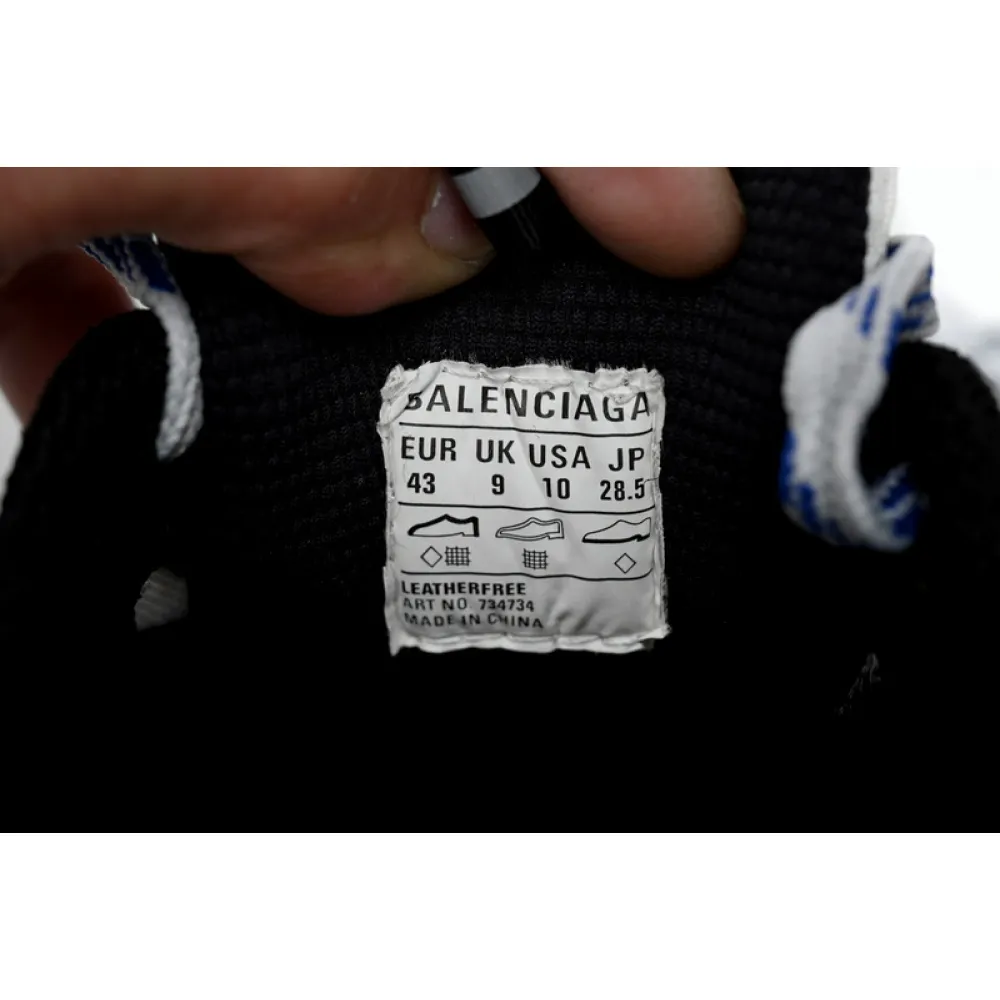 BALENCIAGA
EUR UK USA JP
43 9 10 28.5
LEATHERFREE
ART NO. 734734
MADE IN CHINA